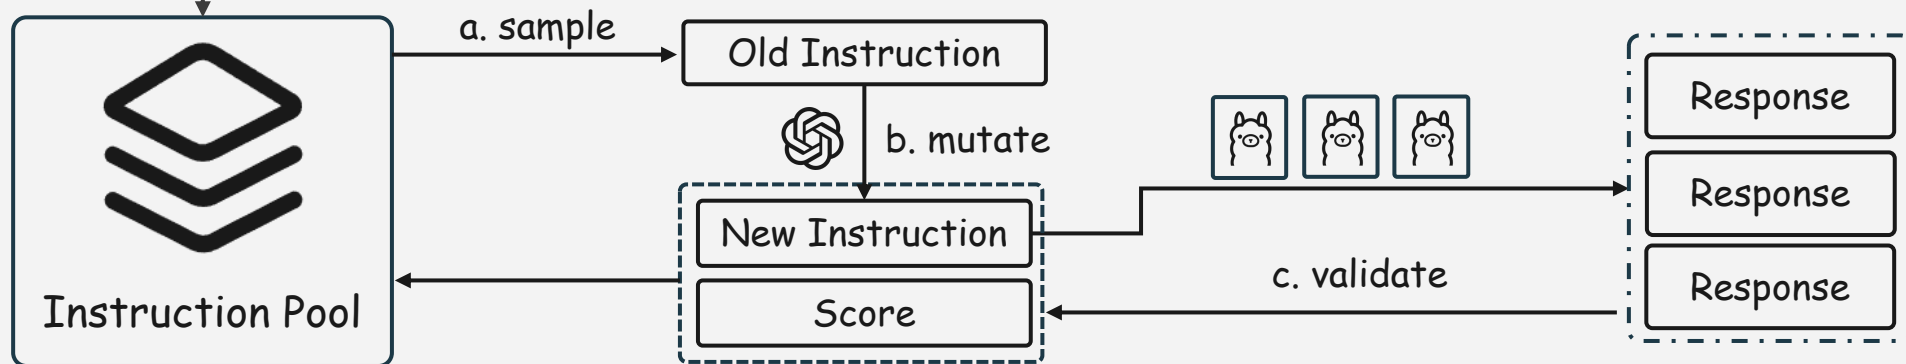 a. sample
Old Instruction
Response
b. mutate
Response
New Instruction
c. validate
Response
Instruction Pool
Score